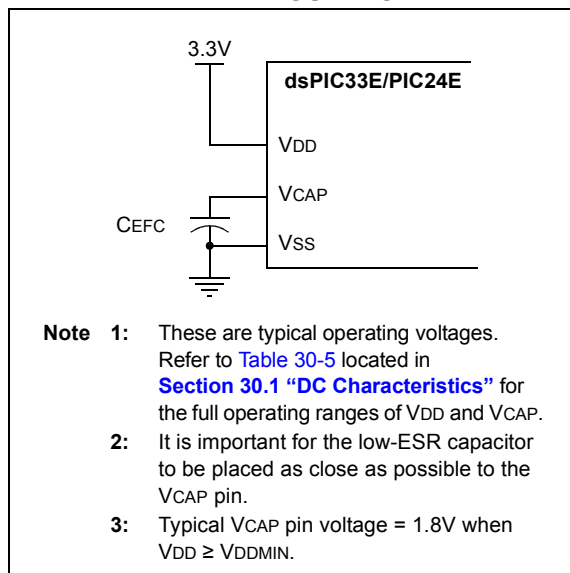 3.3V
dsPIC33E/PIC24E
VDD
VCAP
CEFC
VSS
Note 1: These are typical operating voltages.
Refer to Table 30-5 located in
Section 30.1 “DC Characteristics” for
the full operating ranges of VDD and VCAP.
2: It is important for the low-ESR capacitor
to be placed as close as possible to the
VCAP pin.
3: Typical VCAP pin voltage = 1.8V when
VDD ≥ VDDMIN.